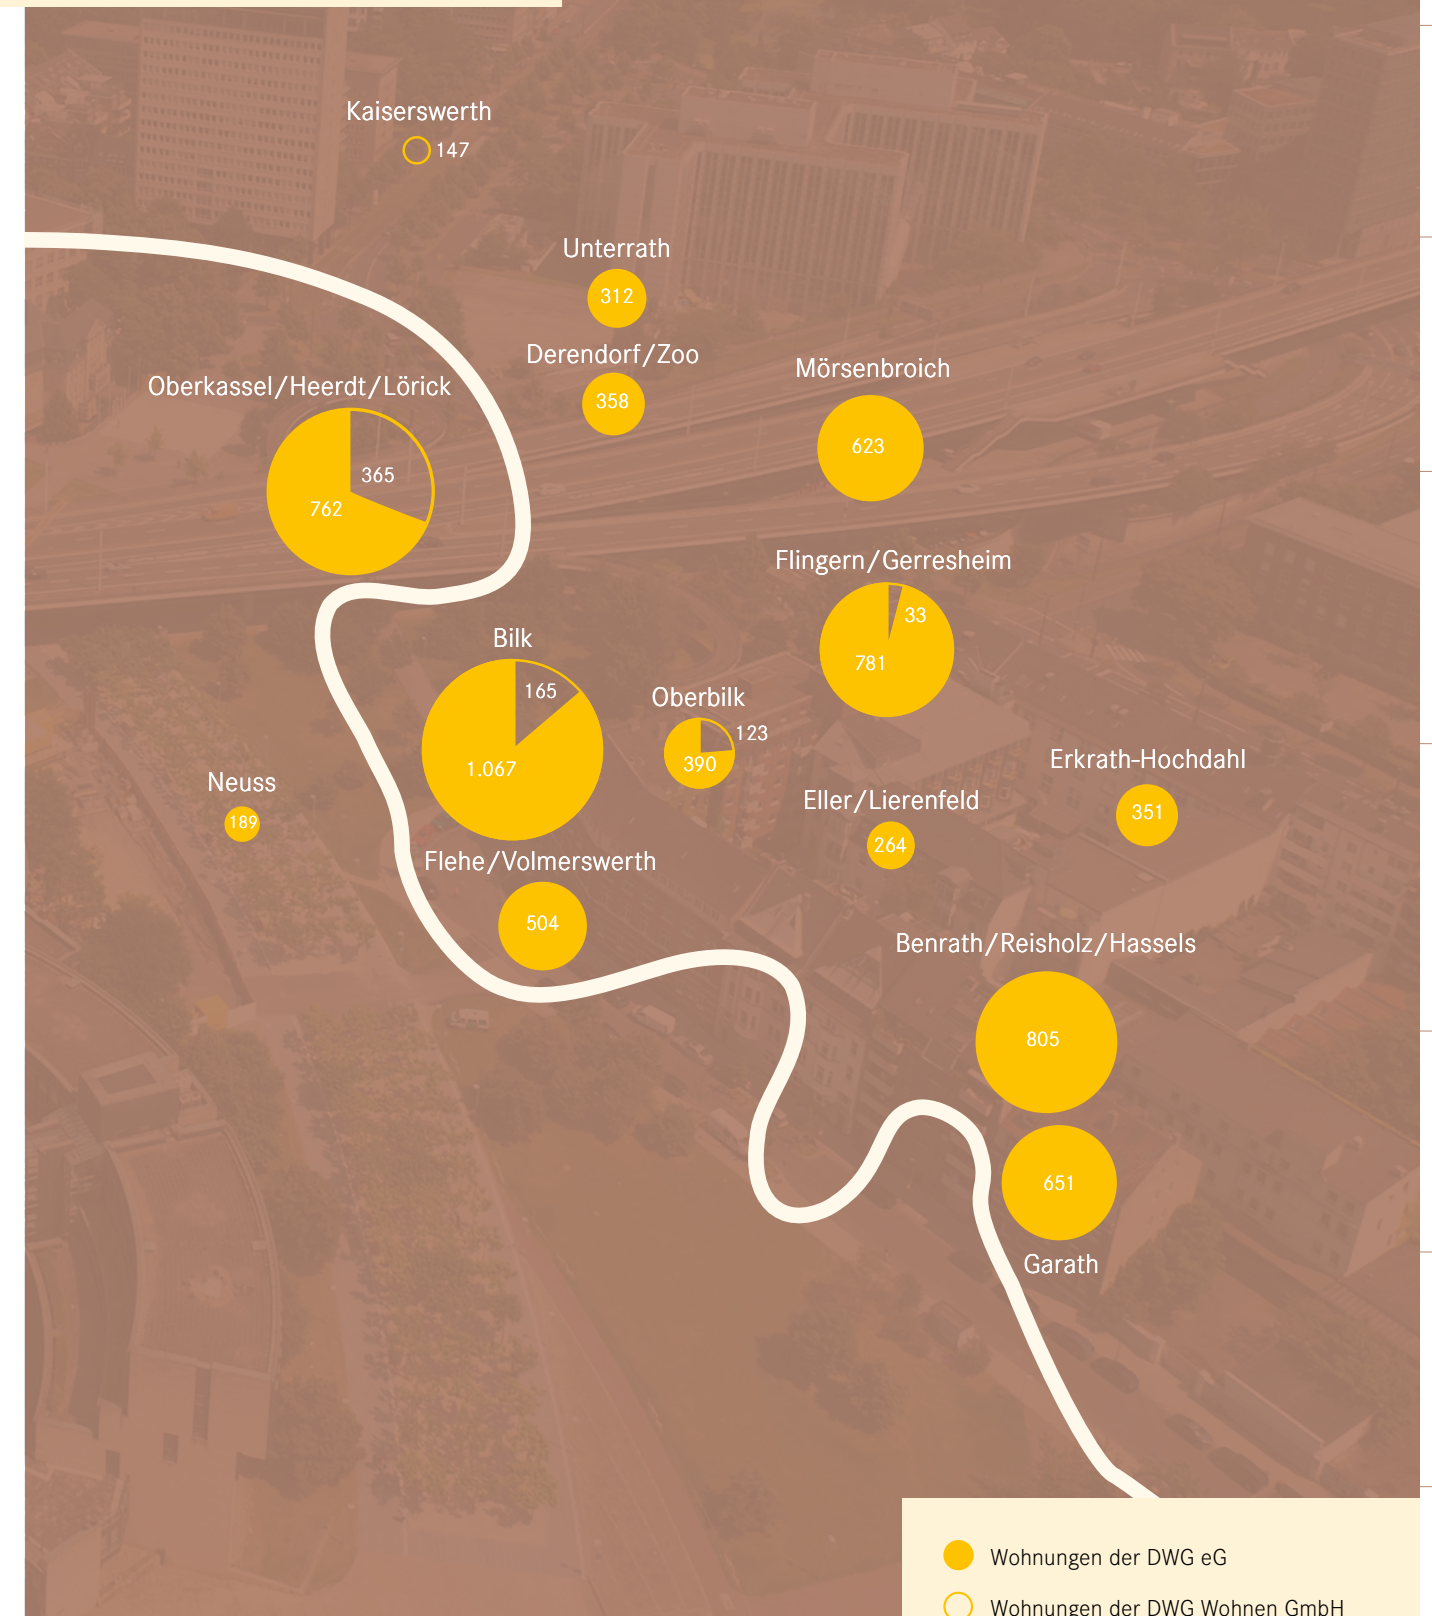 Kaiserswerth
147
Unterrath
312
Derendorf/Zoo
358
Mörsenbroich
623
Oberkassel/Heerdt/Lörick
365
762
Flingern/Gerresheim
33
781
Bilk
165
1.067
Oberbilk
123
390
Erkrath-Hochdahl
351
Neuss
189
Eller/Lierenfeld
264
Flehe/Volmerswerth
504
Benrath/Reisholz/Hassels
805
651
Garath
Wohnungen der DWG eG
Wohnungen der DWG Wohnen GmbH